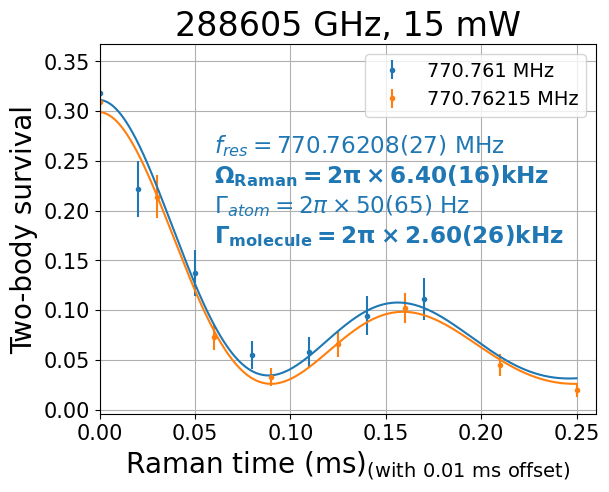 288605 GHz, 15 mW
770.761 MHz
770.76215 MHz
f_res = 770.76208(27) MHz
Ω_Raman = 2π × 6.40(16)kHz
Γ_atom = 2π × 50(65) Hz
Γ_molecule = 2π × 2.60(26)kHz
Two-body survival
0.35
0.30
0.25
0.20
0.15
0.10
0.05
0.00
0.00 0.05 0.10 0.15 0.20 0.25
Raman time (ms)(with 0.01 ms offset)